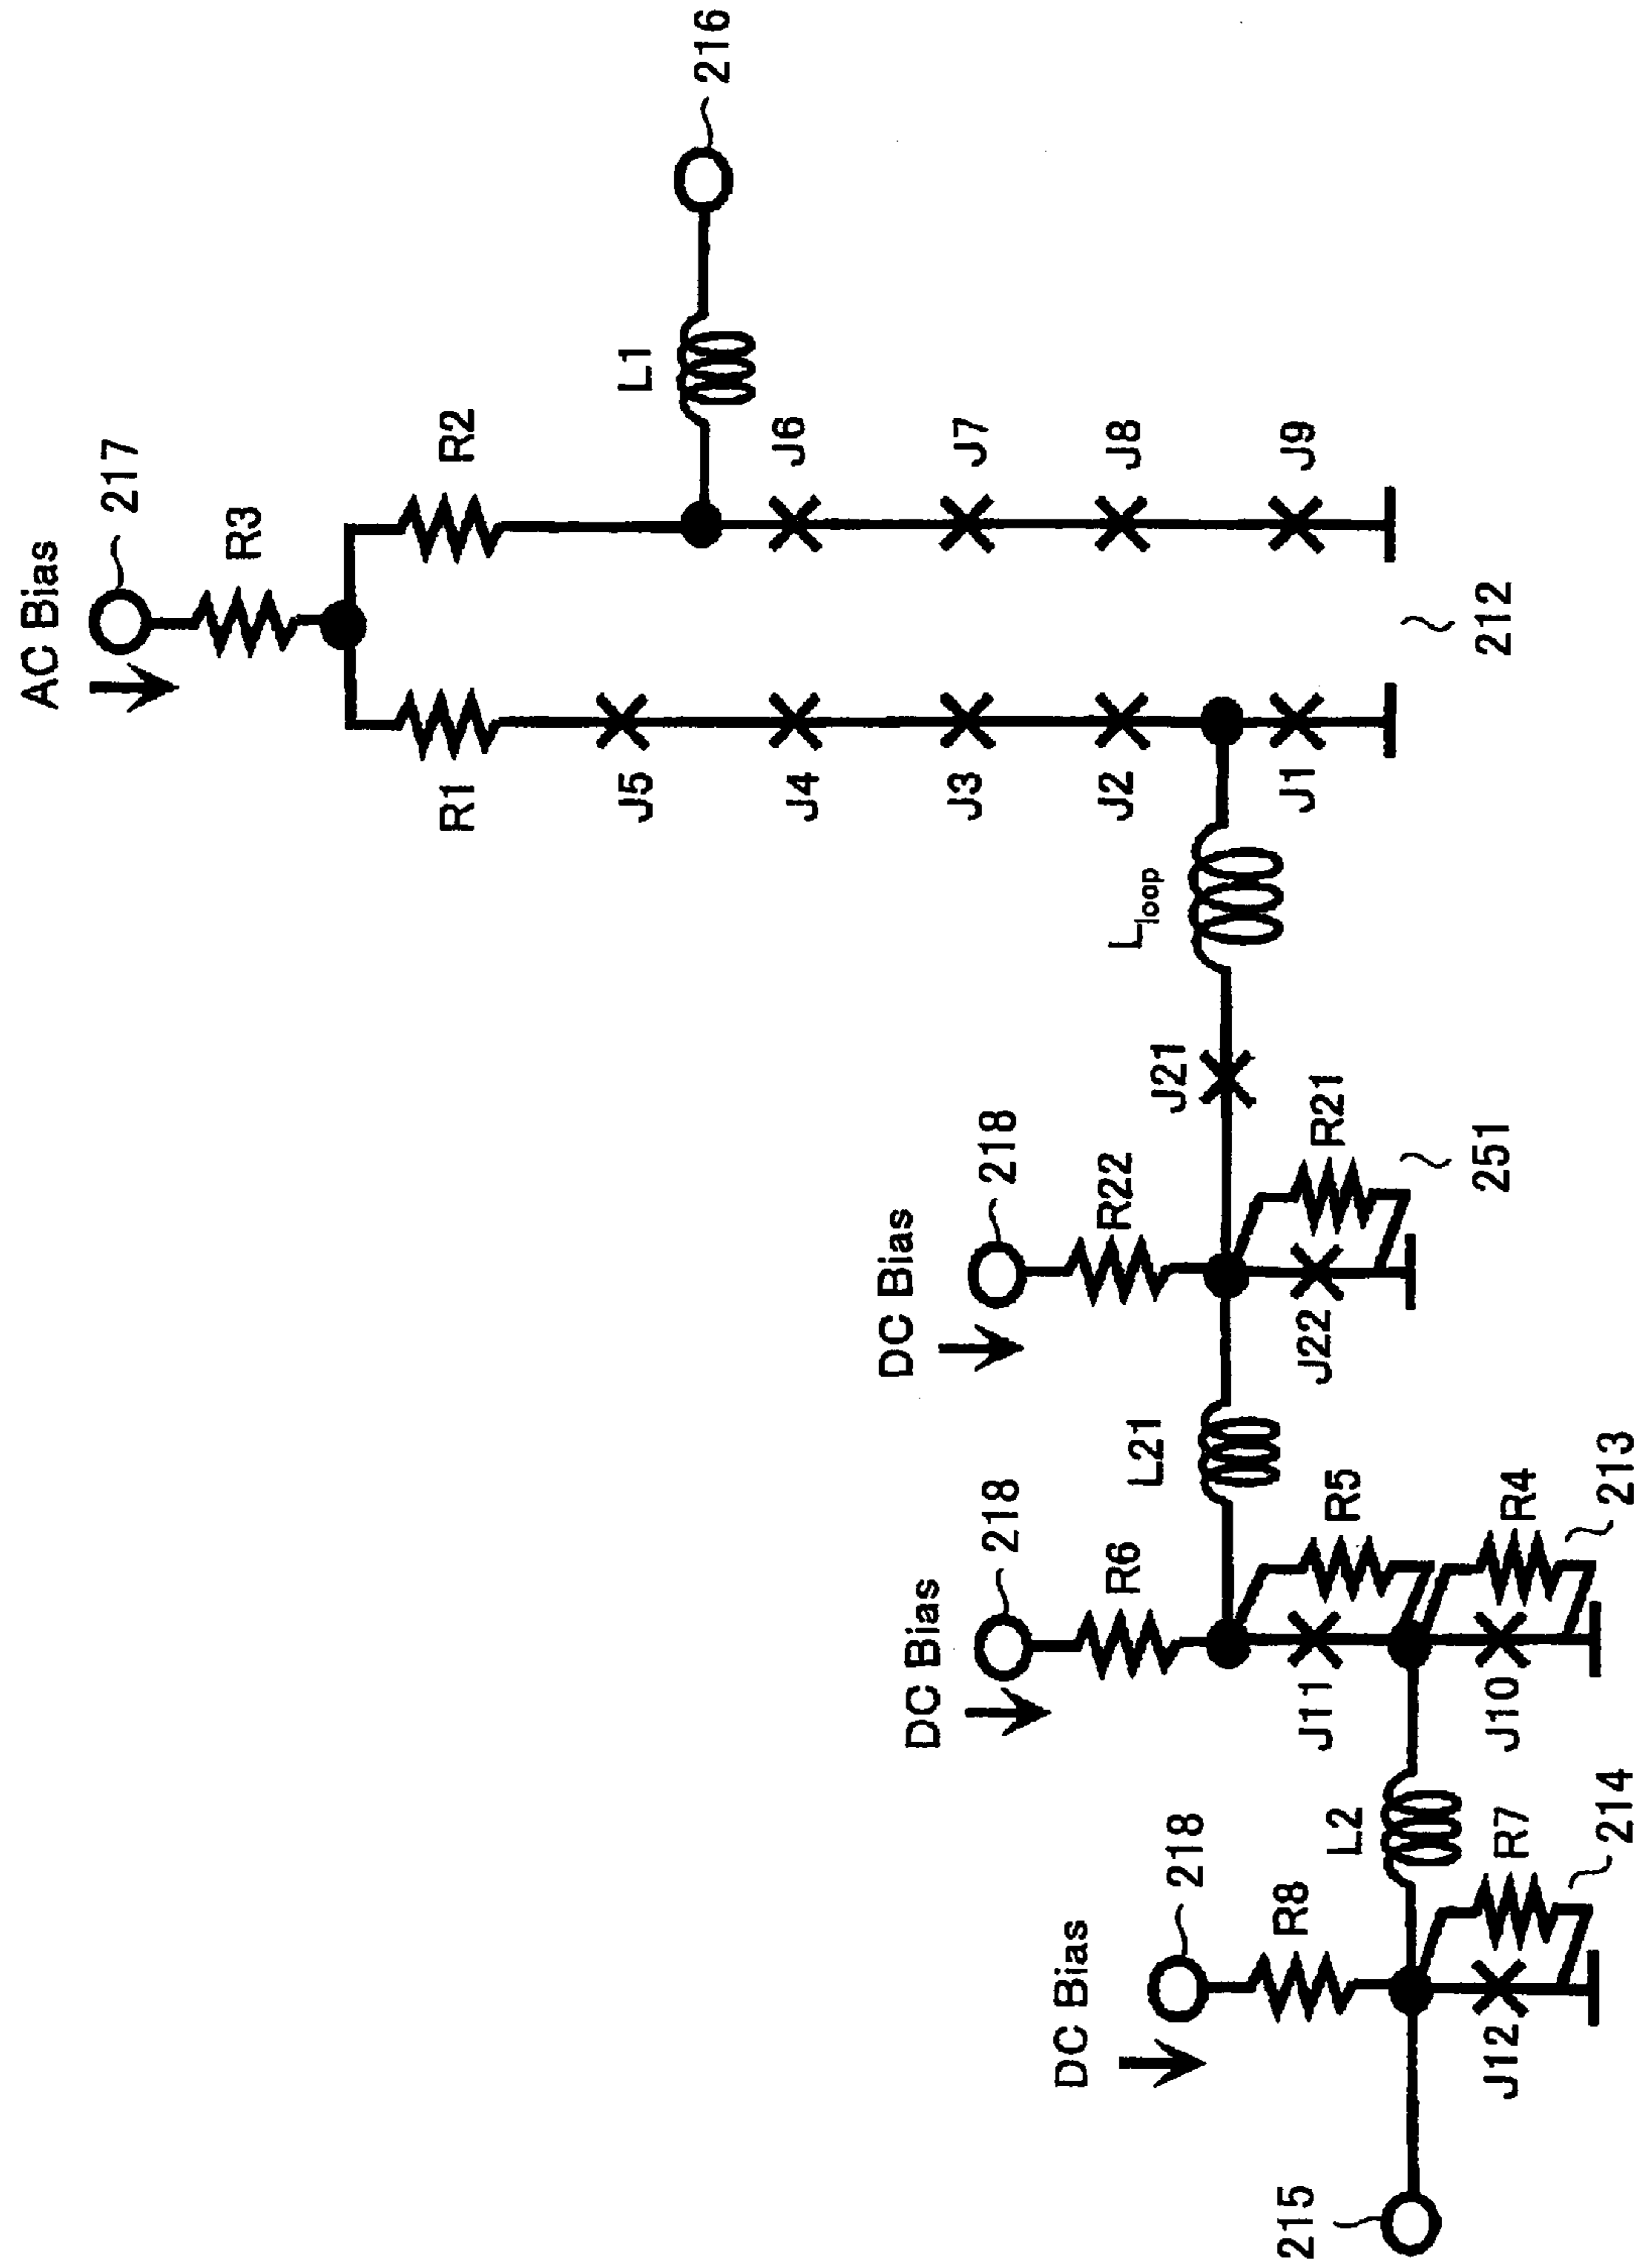 AC Bias
217
R3
R1
R2
J5
J4
J3
J2
J1
L1
216
J6
J7
J8
J9
212
Lloop
J21
DC Bias
218
R22
R21
J22
251
L21
DC Bias
218
R6
R5
J11
R4
J10
213
L2
DC Bias
218
R8
R7
J12
214
215